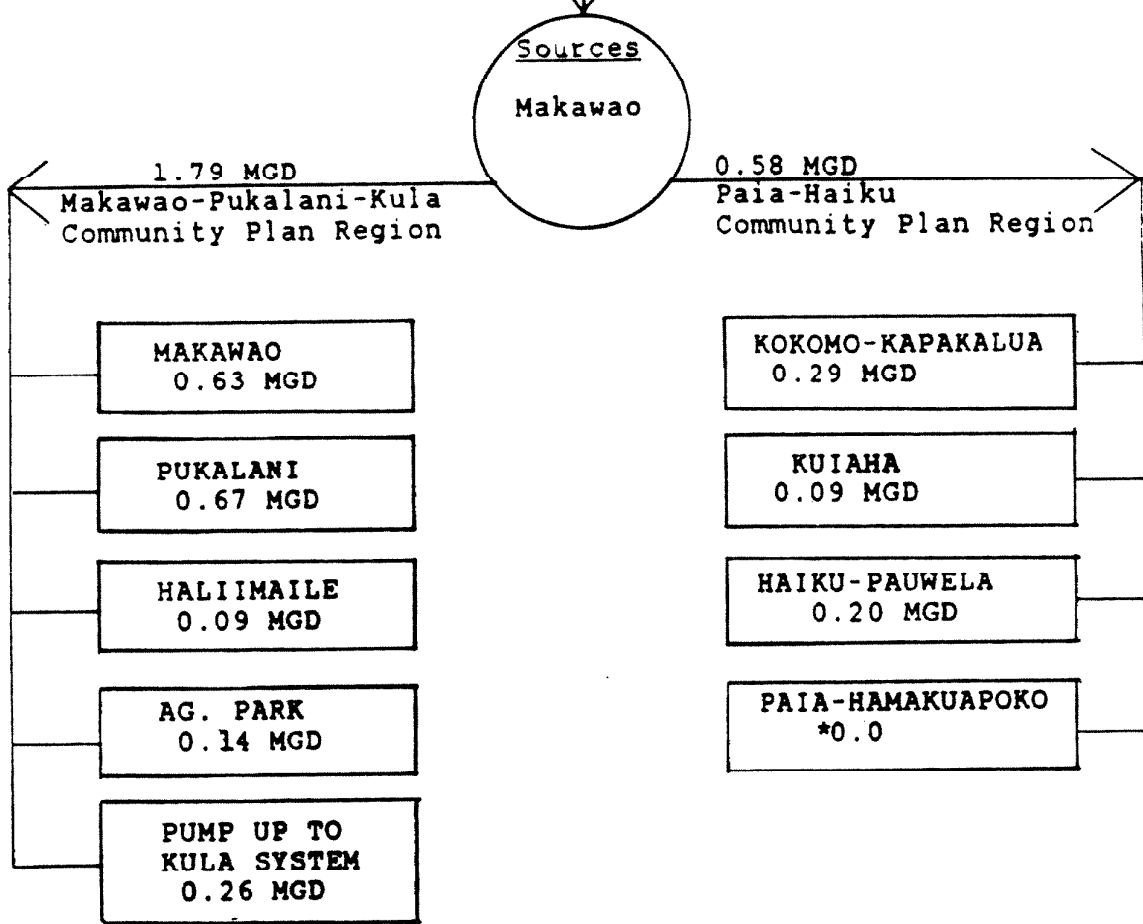 Sources
Makawao
1.79 MGD
Makawao-Pukalani-Kula
Community Plan Region
0.58 MGD
Paia-Haiku
Community Plan Region
MAKAWAO
0.63 MGD
PUKALANI
0.67 MGD
HALIIMAILE
0.09 MGD
AG. PARK
0.14 MGD
PUMP UP TO
KULA SYSTEM
0.26 MGD
KOKOMO-KAPAKALUA
0.29 MGD
KUIAHA
0.09 MGD
HAIKU-PAUWELA
0.20 MGD
PAIA-HAMAKUAPOKO
*0.0